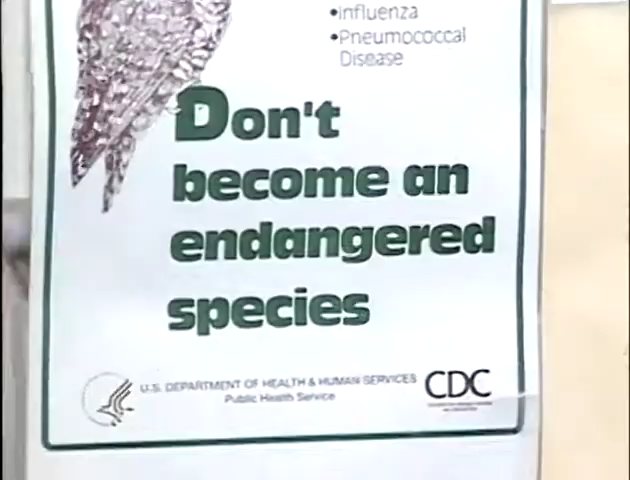 •Influenza
•Pneumococcal
Disease
Don't
become an
endangered
species
U.S. DEPARTMENT OF HEALTH & HUMAN SERVICES
Public Health Service
CDC